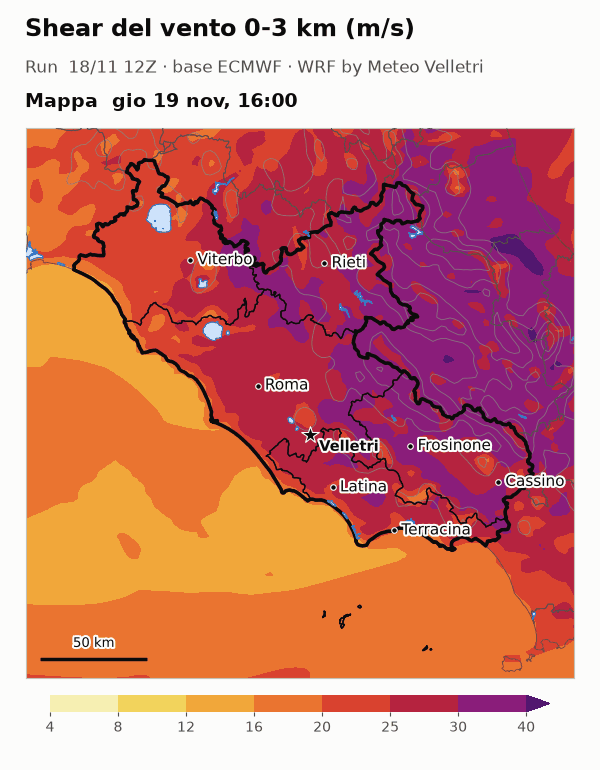 Shear del vento 0-3 km (m/s)
Run  18/11 12Z · base ECMWF · WRF by Meteo Velletri
Mappa  gio 19 nov, 16:00
Viterbo
Rieti
Roma
Velletri
Frosinone
Cassino
Latina
Terracina
50 km
4 8 12 16 20 25 30 40